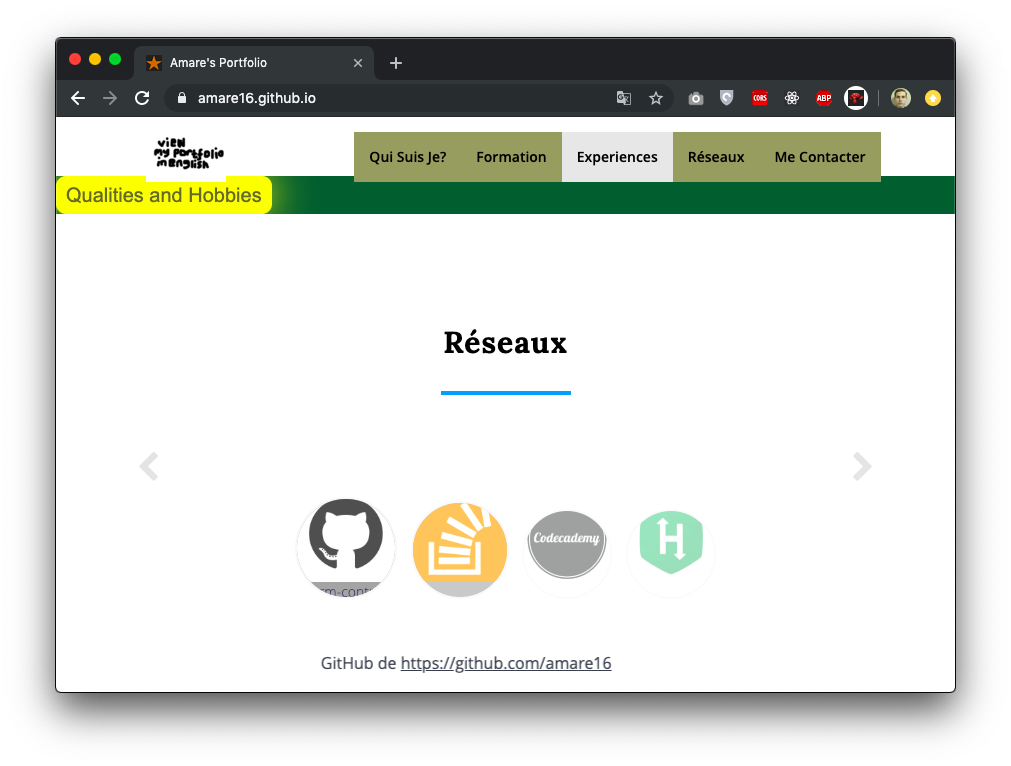 Amare's Portfolio
amare16.github.io
CORS
ABP
VIEW
MY PORTFOLIO
IN ENGLISH
Qui Suis Je? Formation Experiences Réseaux Me Contacter
Qualities and Hobbies
Réseaux
Codecademy
H
GitHub de https://github.com/amare16